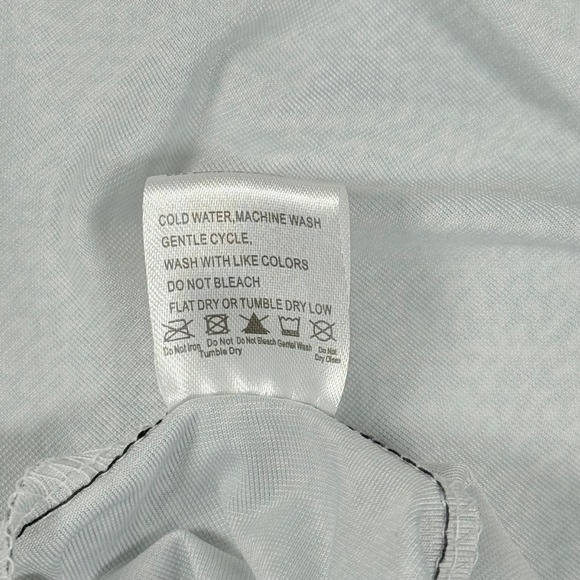 COLD WATER,MACHINE WASH
GENTLE CYCLE,
WASH WITH LIKE COLORS
DO NOT BLEACH
FLAT DRY OR TUMBLE DRY LOW
Do Not Iron Do Not Tumble Dry Do Not Bleach Gentel Wash Do Not Dry Clean